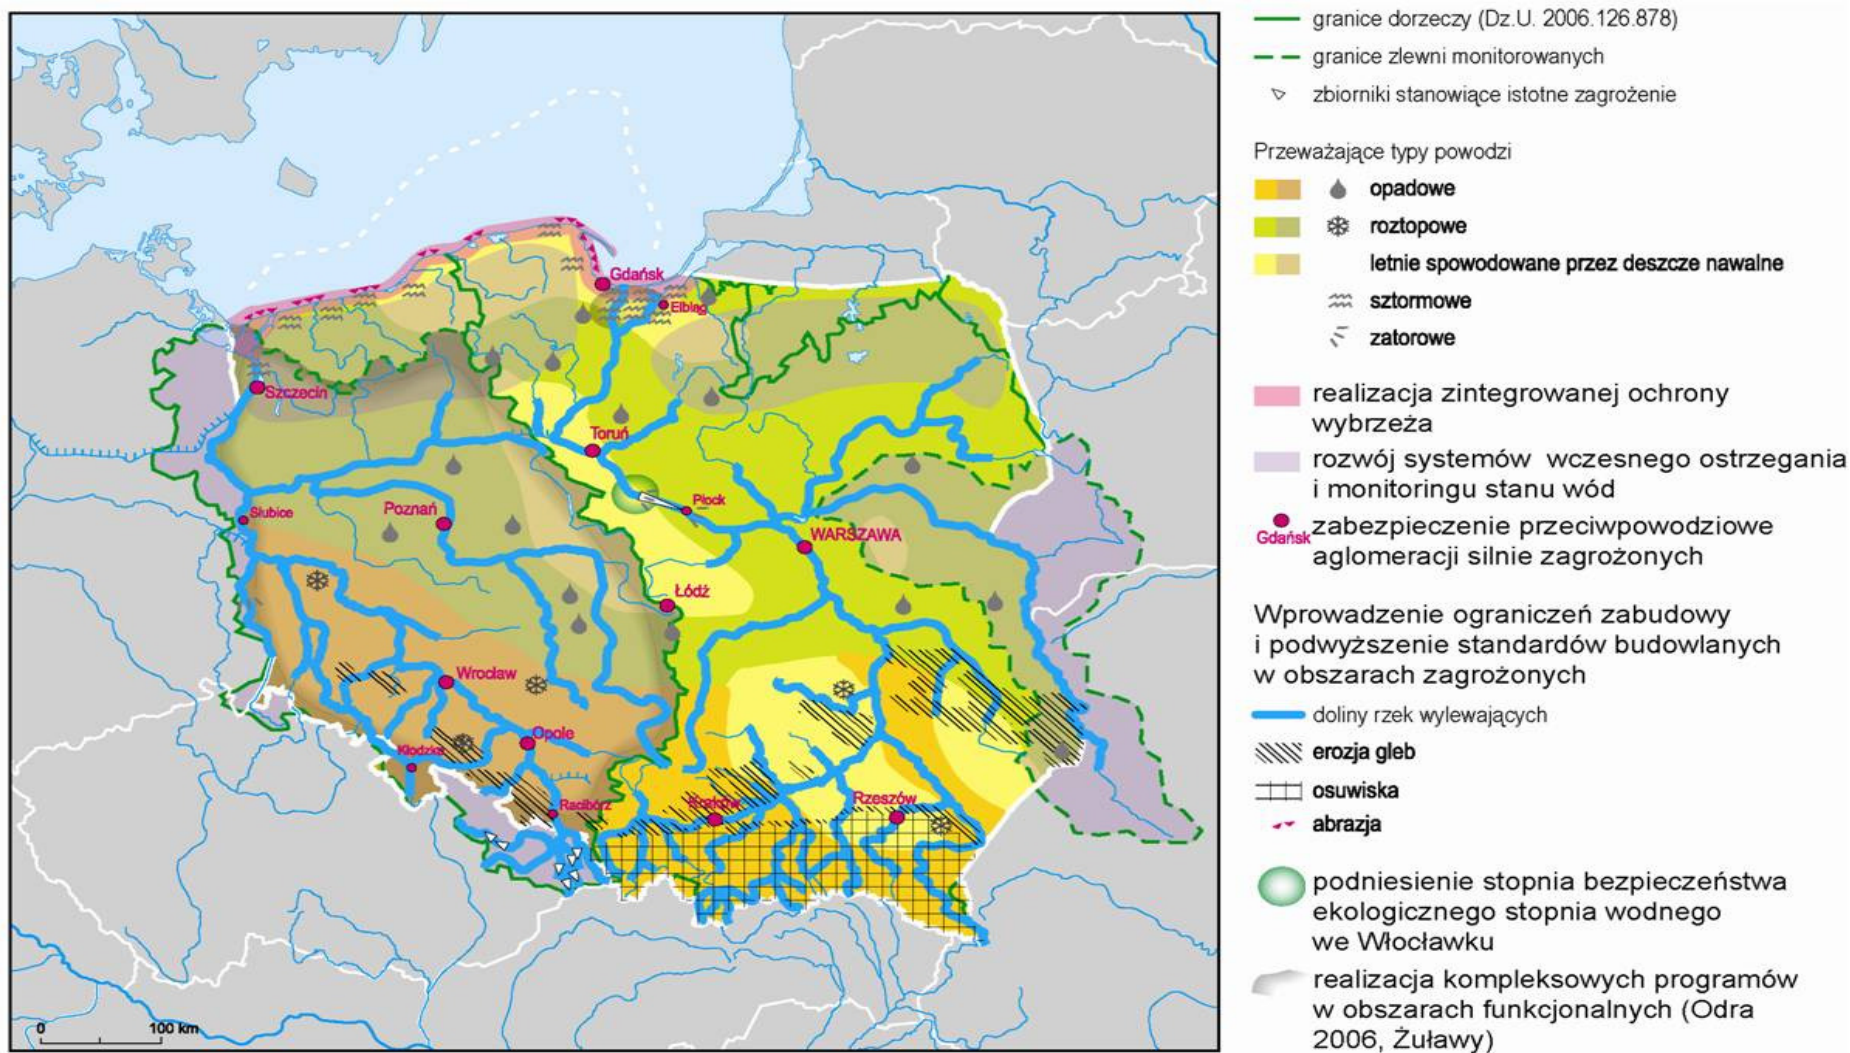 Gdańsk
Elbing
Szczecin
Toruń
Płock
Słubice
Poznań
WARSZAWA
Łódź
Wrocław
Opole
Kłodzko
Racibórz
Kraków
Rzeszów
0 100 km
granice dorzeczy (Dz.U. 2006.126.878)
granice zlewni monitorowanych
zbiorniki stanowiące istotne zagrożenie
Przeważające typy powodzi
opadowe
roztopowe
letnie spowodowane przez deszcze nawalne
sztormowe
zatorowe
realizacja zintegrowanej ochrony
wybrzeża
rozwój systemów wczesnego ostrzegania
i monitoringu stanu wód
Gdańsk zabezpieczenie przeciwpowodziowe
aglomeracji silnie zagrożonych
Wprowadzenie ograniczeń zabudowy
i podwyższenie standardów budowlanych
w obszarach zagrożonych
doliny rzek wylewających
erozja gleb
osuwiska
abrazja
podniesienie stopnia bezpieczeństwa
ekologicznego stopnia wodnego
we Włocławku
realizacja kompleksowych programów
w obszarach funkcjonalnych (Odra
2006, Żuławy)